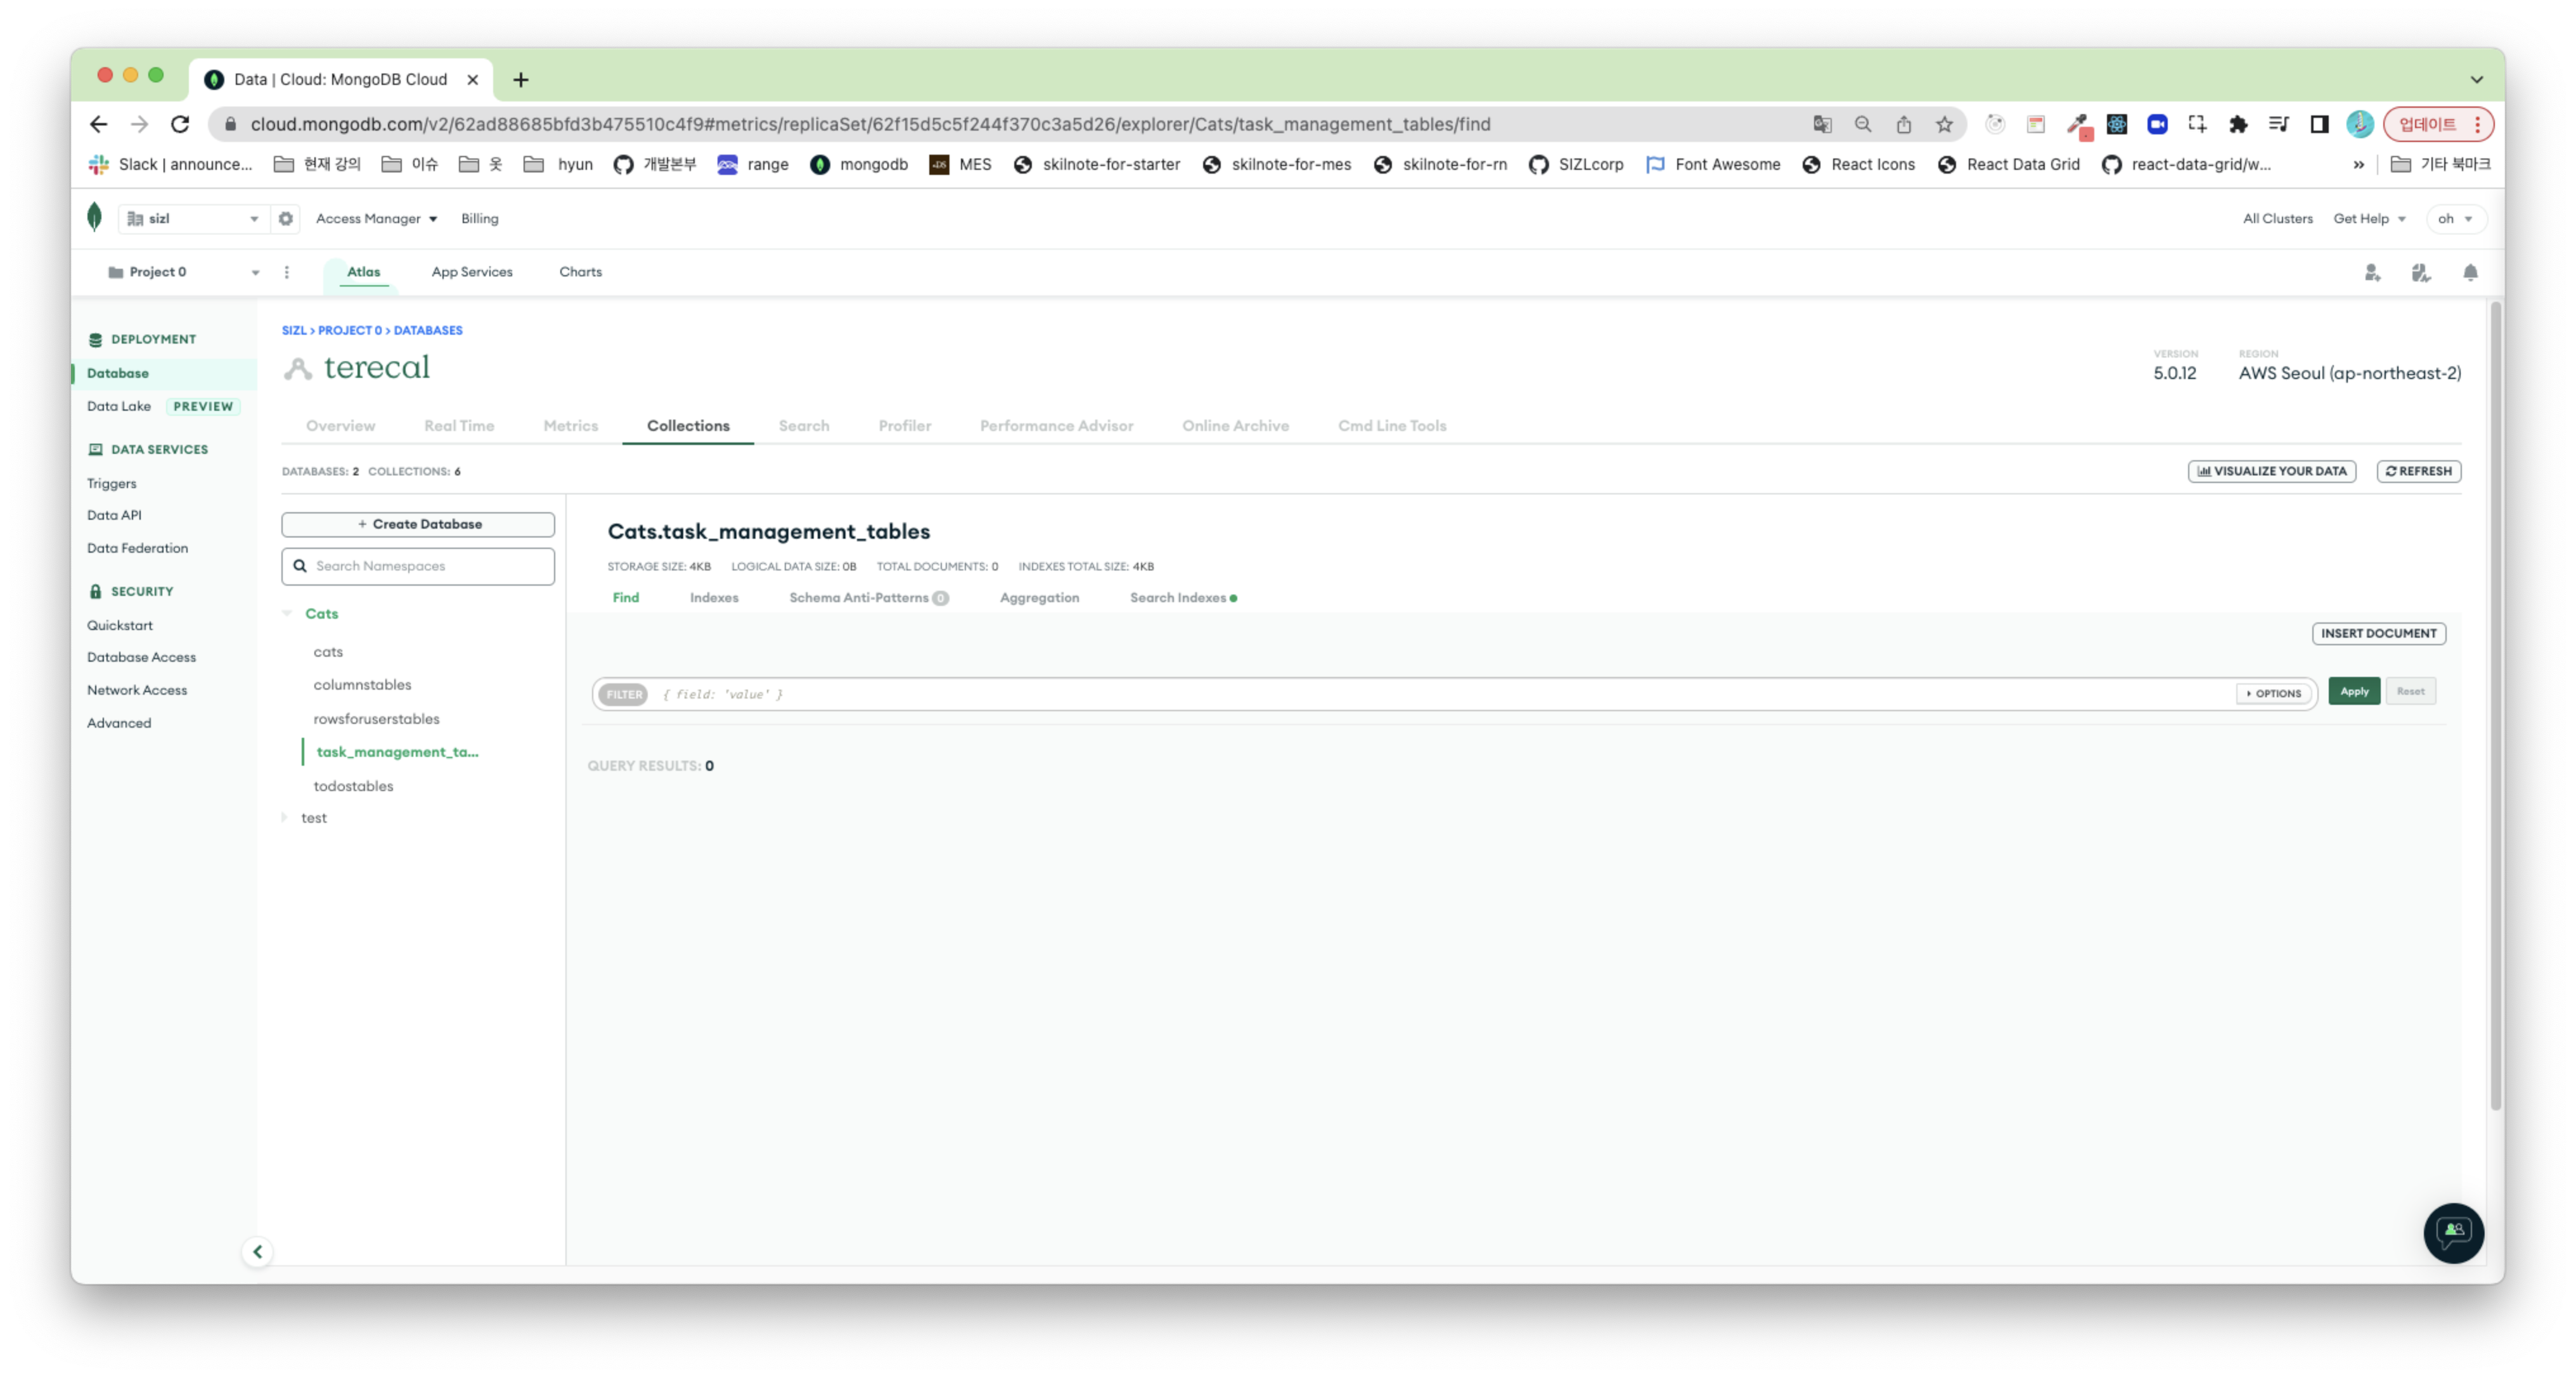 Data | Cloud: MongoDB Cloud
cloud.mongodb.com/v2/62ad88685bfd3b475510c4f9#metrics/replicaSet/62f15d5c5f244f370c3a5d26/explorer/Cats/task_management_tables/find
업데이트
Slack | announce... 현재 강의 이슈 옷 hyun 개발본부 range mongodb MES skilnote-for-starter skilnote-for-mes skilnote-for-rn SIZLcorp Font Awesome React Icons React Data Grid react-data-grid/w... » 기타 북마크
sizl Access Manager Billing All Clusters Get Help oh
Project 0 Atlas App Services Charts
DEPLOYMENT
Database
Data Lake PREVIEW
DATA SERVICES
Triggers
Data API
Data Federation
SECURITY
Quickstart
Database Access
Network Access
Advanced
SIZL > PROJECT 0 > DATABASES
terecal
VERSION
5.0.12
REGION
AWS Seoul (ap-northeast-2)
Overview Real Time Metrics Collections Search Profiler Performance Advisor Online Archive Cmd Line Tools
DATABASES: 2 COLLECTIONS: 6
VISUALIZE YOUR DATA REFRESH
+ Create Database
Search Namespaces
Cats
cats
columnstables
rowsforuserstables
task_management_ta...
todostables
test
Cats.task_management_tables
STORAGE SIZE: 4KB LOGICAL DATA SIZE: 0B TOTAL DOCUMENTS: 0 INDEXES TOTAL SIZE: 4KB
Find Indexes Schema Anti-Patterns 0 Aggregation Search Indexes
INSERT DOCUMENT
FILTER { field: 'value' } OPTIONS Apply Reset
QUERY RESULTS: 0